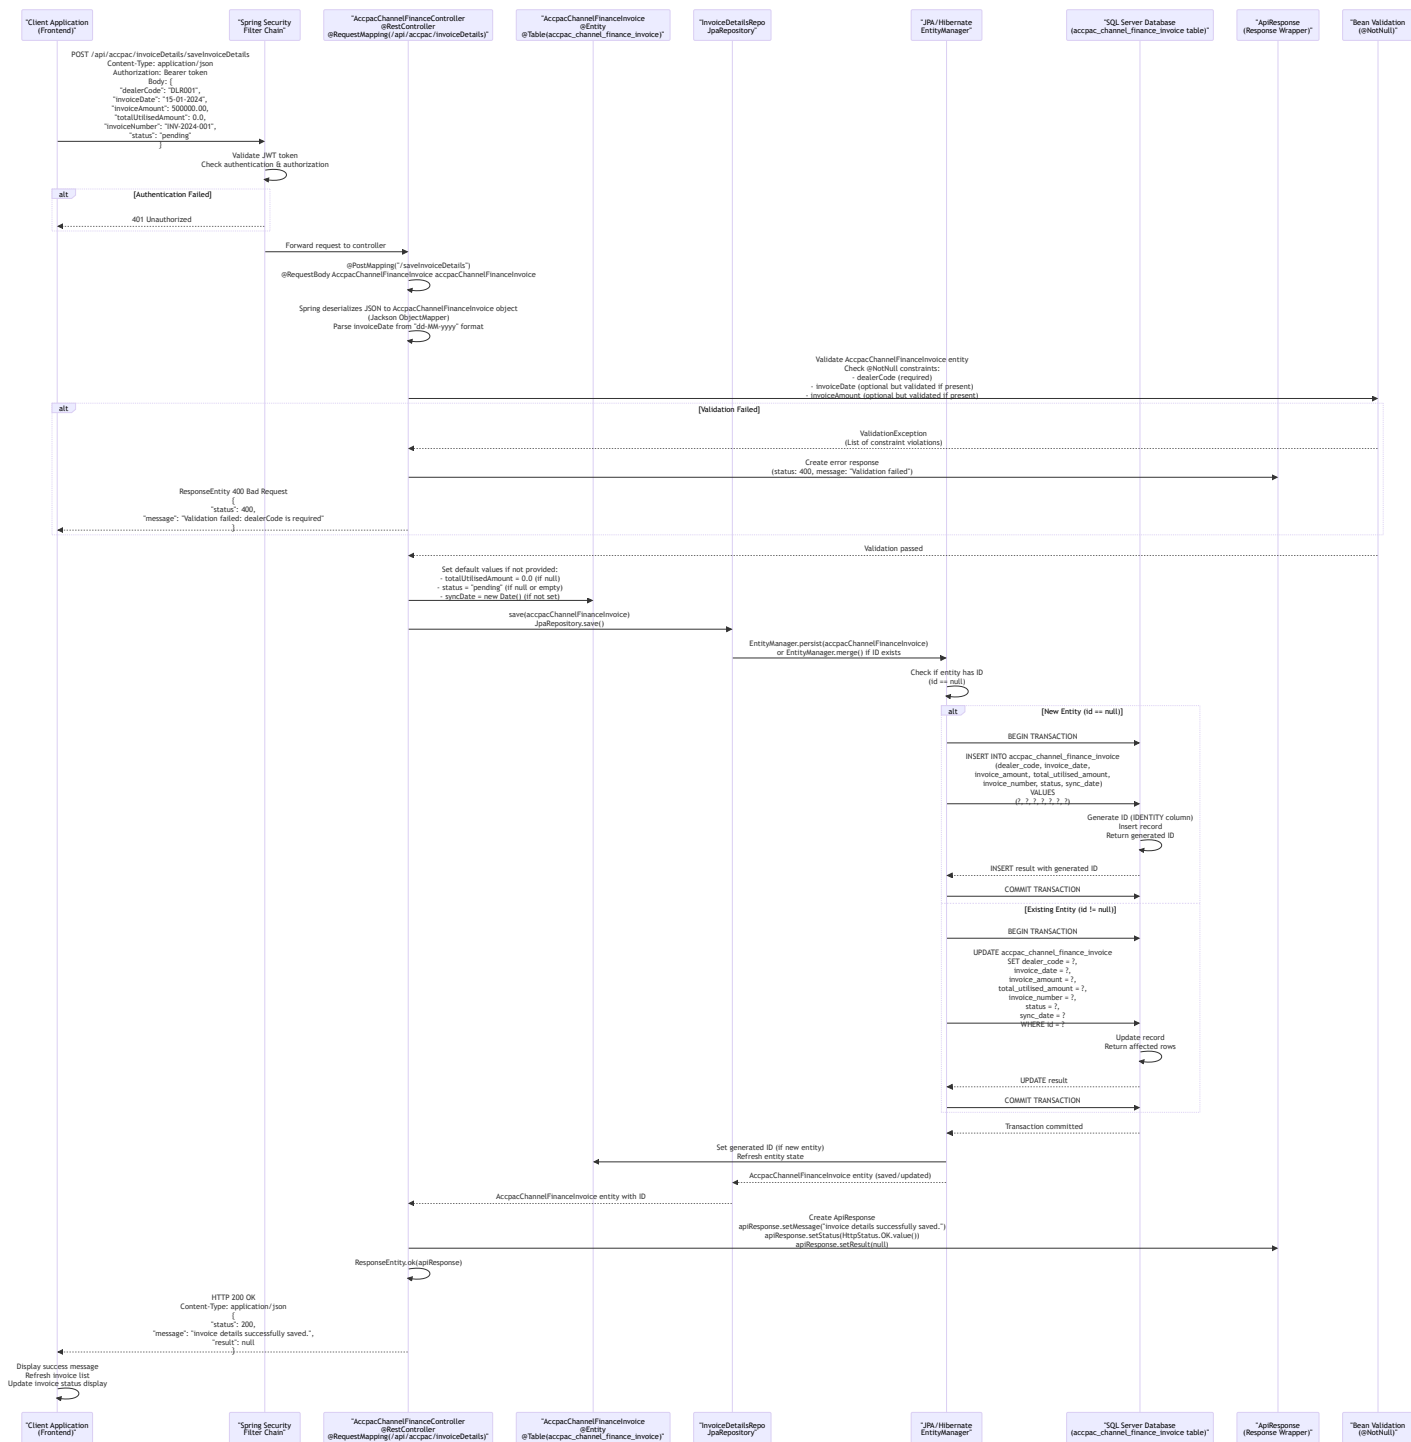 "Client Application
(Frontend)"
"Spring Security
Filter Chain"
"AccpacChannelFinanceController
@RestController
@RequestMapping(/api/accpac/invoiceDetails)"
"AccpacChannelFinanceInvoice
@Entity
@Table(accpac_channel_finance_invoice)"
"InvoiceDetailsRepo
JpaRepository"
"JPA/Hibernate
EntityManager"
"SQL Server Database
(accpac_channel_finance_invoice table)"
"ApiResponse
(Response Wrapper)"
"Bean Validation
(@NotNull)"
POST /api/accpac/invoiceDetails/saveInvoiceDetails
Content-Type: application/json
Authorization: Bearer token
Body: {
"dealerCode": "DLR001",
"invoiceDate": "15-01-2024",
"invoiceAmount": 500000.00,
"totalUtilisedAmount": 0.0,
"invoiceNumber": "INV-2024-001",
"status": "pending"
}
Validate JWT token
Check authentication & authorization
alt
[Authentication Failed]
401 Unauthorized
Forward request to controller
@PostMapping("/saveInvoiceDetails")
@RequestBody AccpacChannelFinanceInvoice accpacChannelFinanceInvoice
Spring deserializes JSON to AccpacChannelFinanceInvoice object
(Jackson ObjectMapper)
Parse invoiceDate from "dd-MM-yyyy" format
Validate AccpacChannelFinanceInvoice entity
Check @NotNull constraints:
- dealerCode (required)
- invoiceDate (optional but validated if present)
- invoiceAmount (optional but validated if present)
alt
[Validation Failed]
ValidationException
(List of constraint violations)
Create error response
(status: 400, message: "Validation failed")
ResponseEntity 400 Bad Request
{
"status": 400,
"message": "Validation failed: dealerCode is required"
}
Validation passed
Set default values if not provided:
- totalUtilisedAmount = 0.0 (if null)
- status = "pending" (if null or empty)
- syncDate = new Date() (if not set)
save(accpacChannelFinanceInvoice)
JpaRepository.save()
EntityManager.persist(accpacChannelFinanceInvoice)
or EntityManager.merge() if ID exists
Check if entity has ID
(id == null)
alt
[New Entity (id == null)]
BEGIN TRANSACTION
INSERT INTO accpac_channel_finance_invoice
(dealer_code, invoice_date,
invoice_amount, total_utilised_amount,
invoice_number, status, sync_date)
VALUES
(?, ?, ?, ?, ?, ?, ?)
Generate ID (IDENTITY column)
Insert record
Return generated ID
INSERT result with generated ID
COMMIT TRANSACTION
[Existing Entity (id != null)]
BEGIN TRANSACTION
UPDATE accpac_channel_finance_invoice
SET dealer_code = ?,
invoice_date = ?,
invoice_amount = ?,
total_utilised_amount = ?,
invoice_number = ?,
status = ?,
sync_date = ?
WHERE id = ?
Update record
Return affected rows
UPDATE result
COMMIT TRANSACTION
Transaction committed
Set generated ID (if new entity)
Refresh entity state
AccpacChannelFinanceInvoice entity (saved/updated)
AccpacChannelFinanceInvoice entity with ID
Create ApiResponse
apiResponse.setMessage("Invoice details successfully saved.")
apiResponse.setStatus(HttpStatus.OK.value())
apiResponse.setResult(null)
ResponseEntity.ok(apiResponse)
HTTP 200 OK
Content-Type: application/json
{
"status": 200,
"message": "Invoice details successfully saved.",
"result": null
}
Display success message
Refresh invoice list
Update invoice status display
"Client Application
(Frontend)"
"Spring Security
Filter Chain"
"AccpacChannelFinanceController
@RestController
@RequestMapping(/api/accpac/invoiceDetails)"
"AccpacChannelFinanceInvoice
@Entity
@Table(accpac_channel_finance_invoice)"
"InvoiceDetailsRepo
JpaRepository"
"JPA/Hibernate
EntityManager"
"SQL Server Database
(accpac_channel_finance_invoice table)"
"ApiResponse
(Response Wrapper)"
"Bean Validation
(@NotNull)"